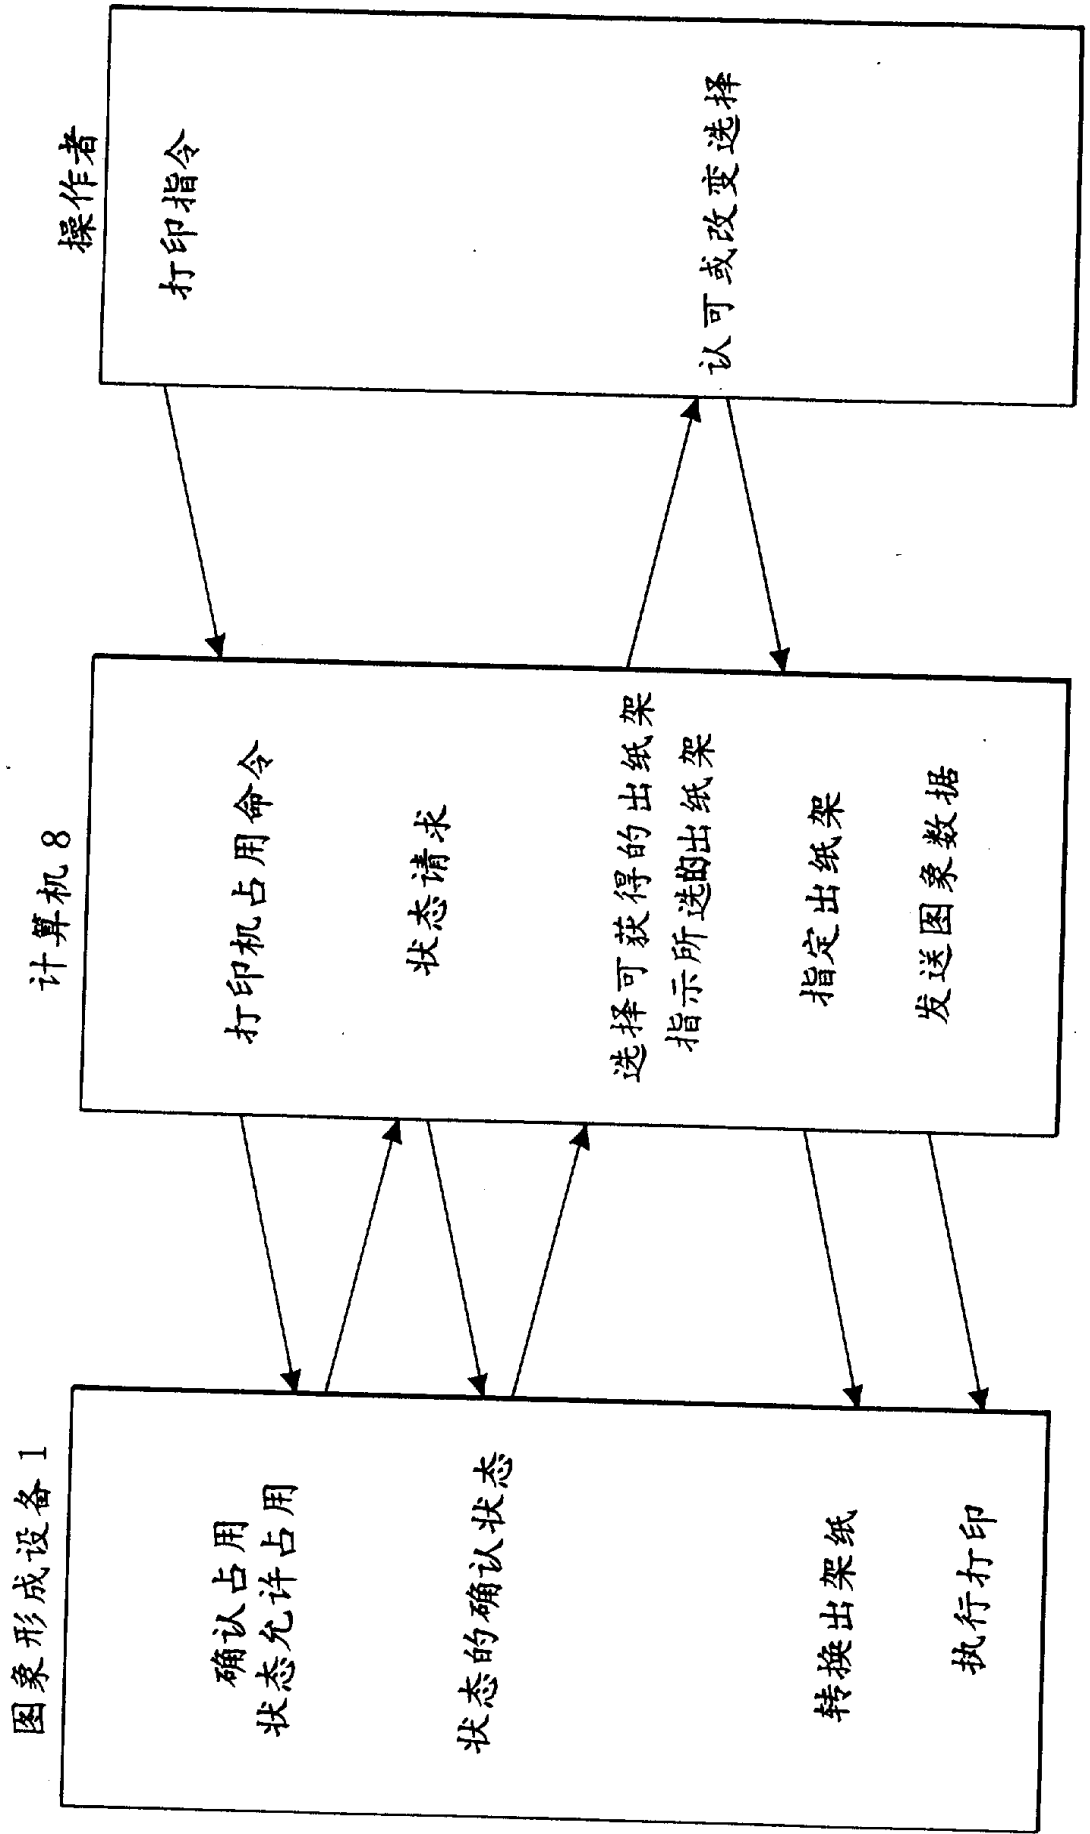 图象形成设备1
确认占用
状态允许占用
状态的确认状态
转换出架纸
执行打印
计算机8
打印机占用命令
状态请求
选择可获得的出纸架
指示所选的出纸架
指定出纸架
发送图象数据
操作者
打印指令
认可或改变选择